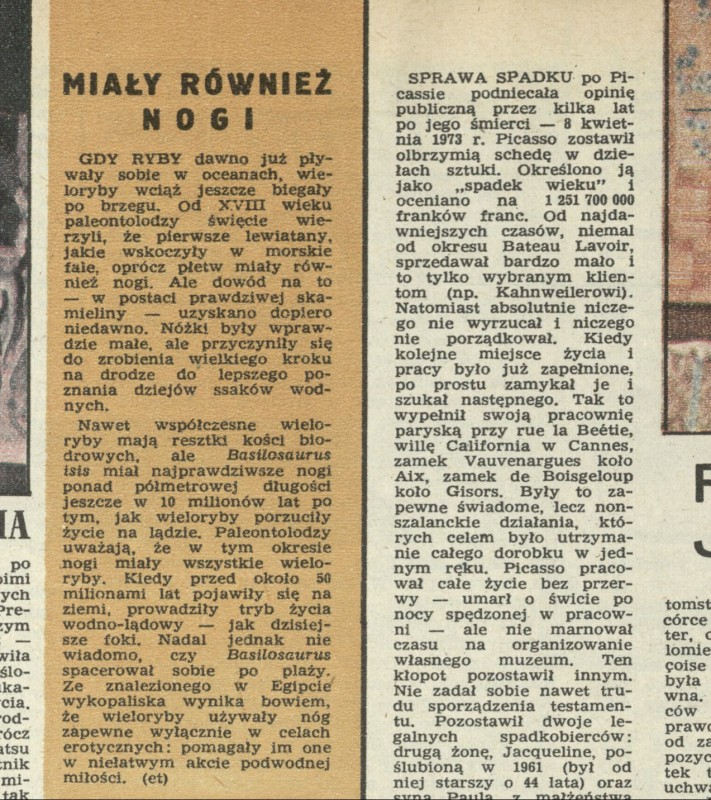 MIAŁY RÓWNIEŻ
NOGI
GDY RYBY dawno już pły-
wały sobie w oceanach, wie-
loryby wciąż jeszcze biegały
po brzegu. Od XVIII wieku
paleontolodzy święcie wie-
rzyli, że pierwsze lewiatany,
jakie wskoczyły w morskie
fale, oprócz płetw miały rów-
nież nogi. Ale dowód na to
— w postaci prawdziwej ska-
mieliny — uzyskano dopiero
niedawno. Nóżki były wpraw-
dzie małe, ale przyczyniły się
do zrobienia wielkiego kroku
na drodze do lepszego po-
znania dziejów ssaków wod-
nych.
Nawet współczesne wielo-
ryby mają resztki kości bio-
drowych, ale Basilosaurus
isis miał najprawdziwsze nogi
ponad półmetrowej długości
jeszcze w 10 milionów lat po
tym, jak wieloryby porzuciły
życie na lądzie. Paleontolodzy
uważają, że w tym okresie
nogi miały wszystkie wielo-
ryby. Kiedy przed około 50
milionami lat pojawiły się na
ziemi, prowadziły tryb życia
wodno-lądowy — jak dzisiej-
sze foki. Nadal jednak nie
wiadomo, czy Basilosaurus
spacerował sobie po plaży.
Ze znalezionego w Egipcie
wykopaliska wynika bowiem,
że wieloryby używały nóg
zapewne wyłącznie w celach
erotycznych: pomagały im one
w niełatwym akcie podwodnej
miłości. (et)
SPRAWA SPADKU po Pi-
cassie podniecała opinię
publiczną przez kilka lat
po jego śmierci — 8 kwiet-
nia 1973 r. Picasso zostawił
olbrzymią schedę w dzie-
łach sztuki. Określono ją
jako „spadek wieku” i
oceniano na 1 251 700 000
franków franc. Od najda-
wniejszych czasów, niemal
od okresu Bateau Lavoir,
sprzedawał bardzo mało i
to tylko wybranym klien-
tom (np. Kahnweilerowi).
Natomiast absolutnie nicze-
go nie wyrzucał i niczego
nie porządkował. Kiedy
kolejne miejsce życia i
pracy było już zapełnione,
po prostu zamykał je i
szukał następnego. Tak to
wypełnił swoją pracownię
paryską przy rue la Beétie,
willę California w Cannes,
zamek Vauvenargues koło
Aix, zamek de Boisgeloup
koło Gisors. Były to za-
pewne świadome, lecz non-
szalanckie działania, któ-
rych celem było utrzyma-
nie całego dorobku w jed-
nym ręku. Picasso praco-
wał całe życie bez przer-
wy — umarł o świcie po
nocy spędzonej w pracow-
ni — ale nie marnował
czasu na organizowanie
własnego muzeum. Ten
kłopot pozostawił innym.
Nie zadał sobie nawet tru-
du sporządzenia testamen-
tu. Pozostawił dwoje le-
galnych spadkobierców:
drugą żonę, Jacqueline, po-
ślubioną w 1961 (był od
niej starszy o 44 lata) oraz
syna Paula z małżeństwa